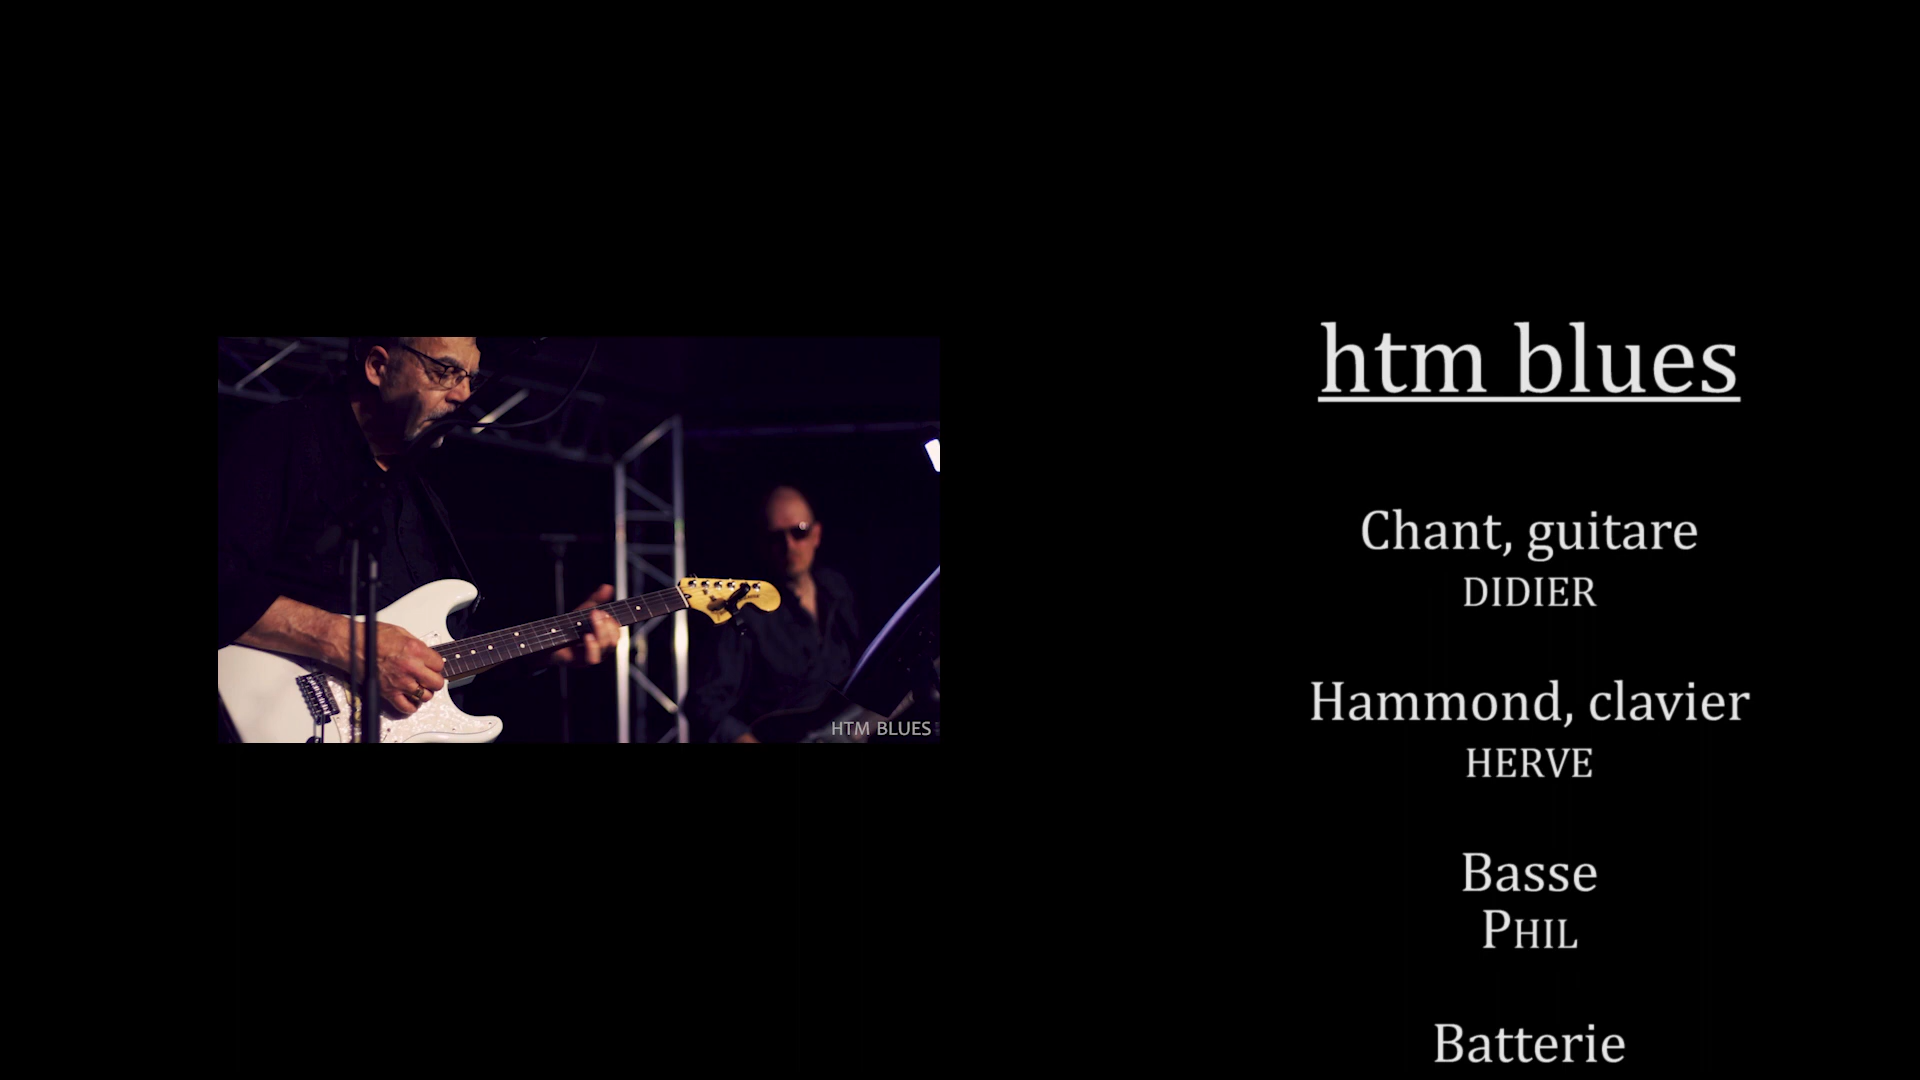 HTM BLUES
htm blues
Chant, guitare
DIDIER
Hammond, clavier
HERVE
Basse
PHIL
Batterie